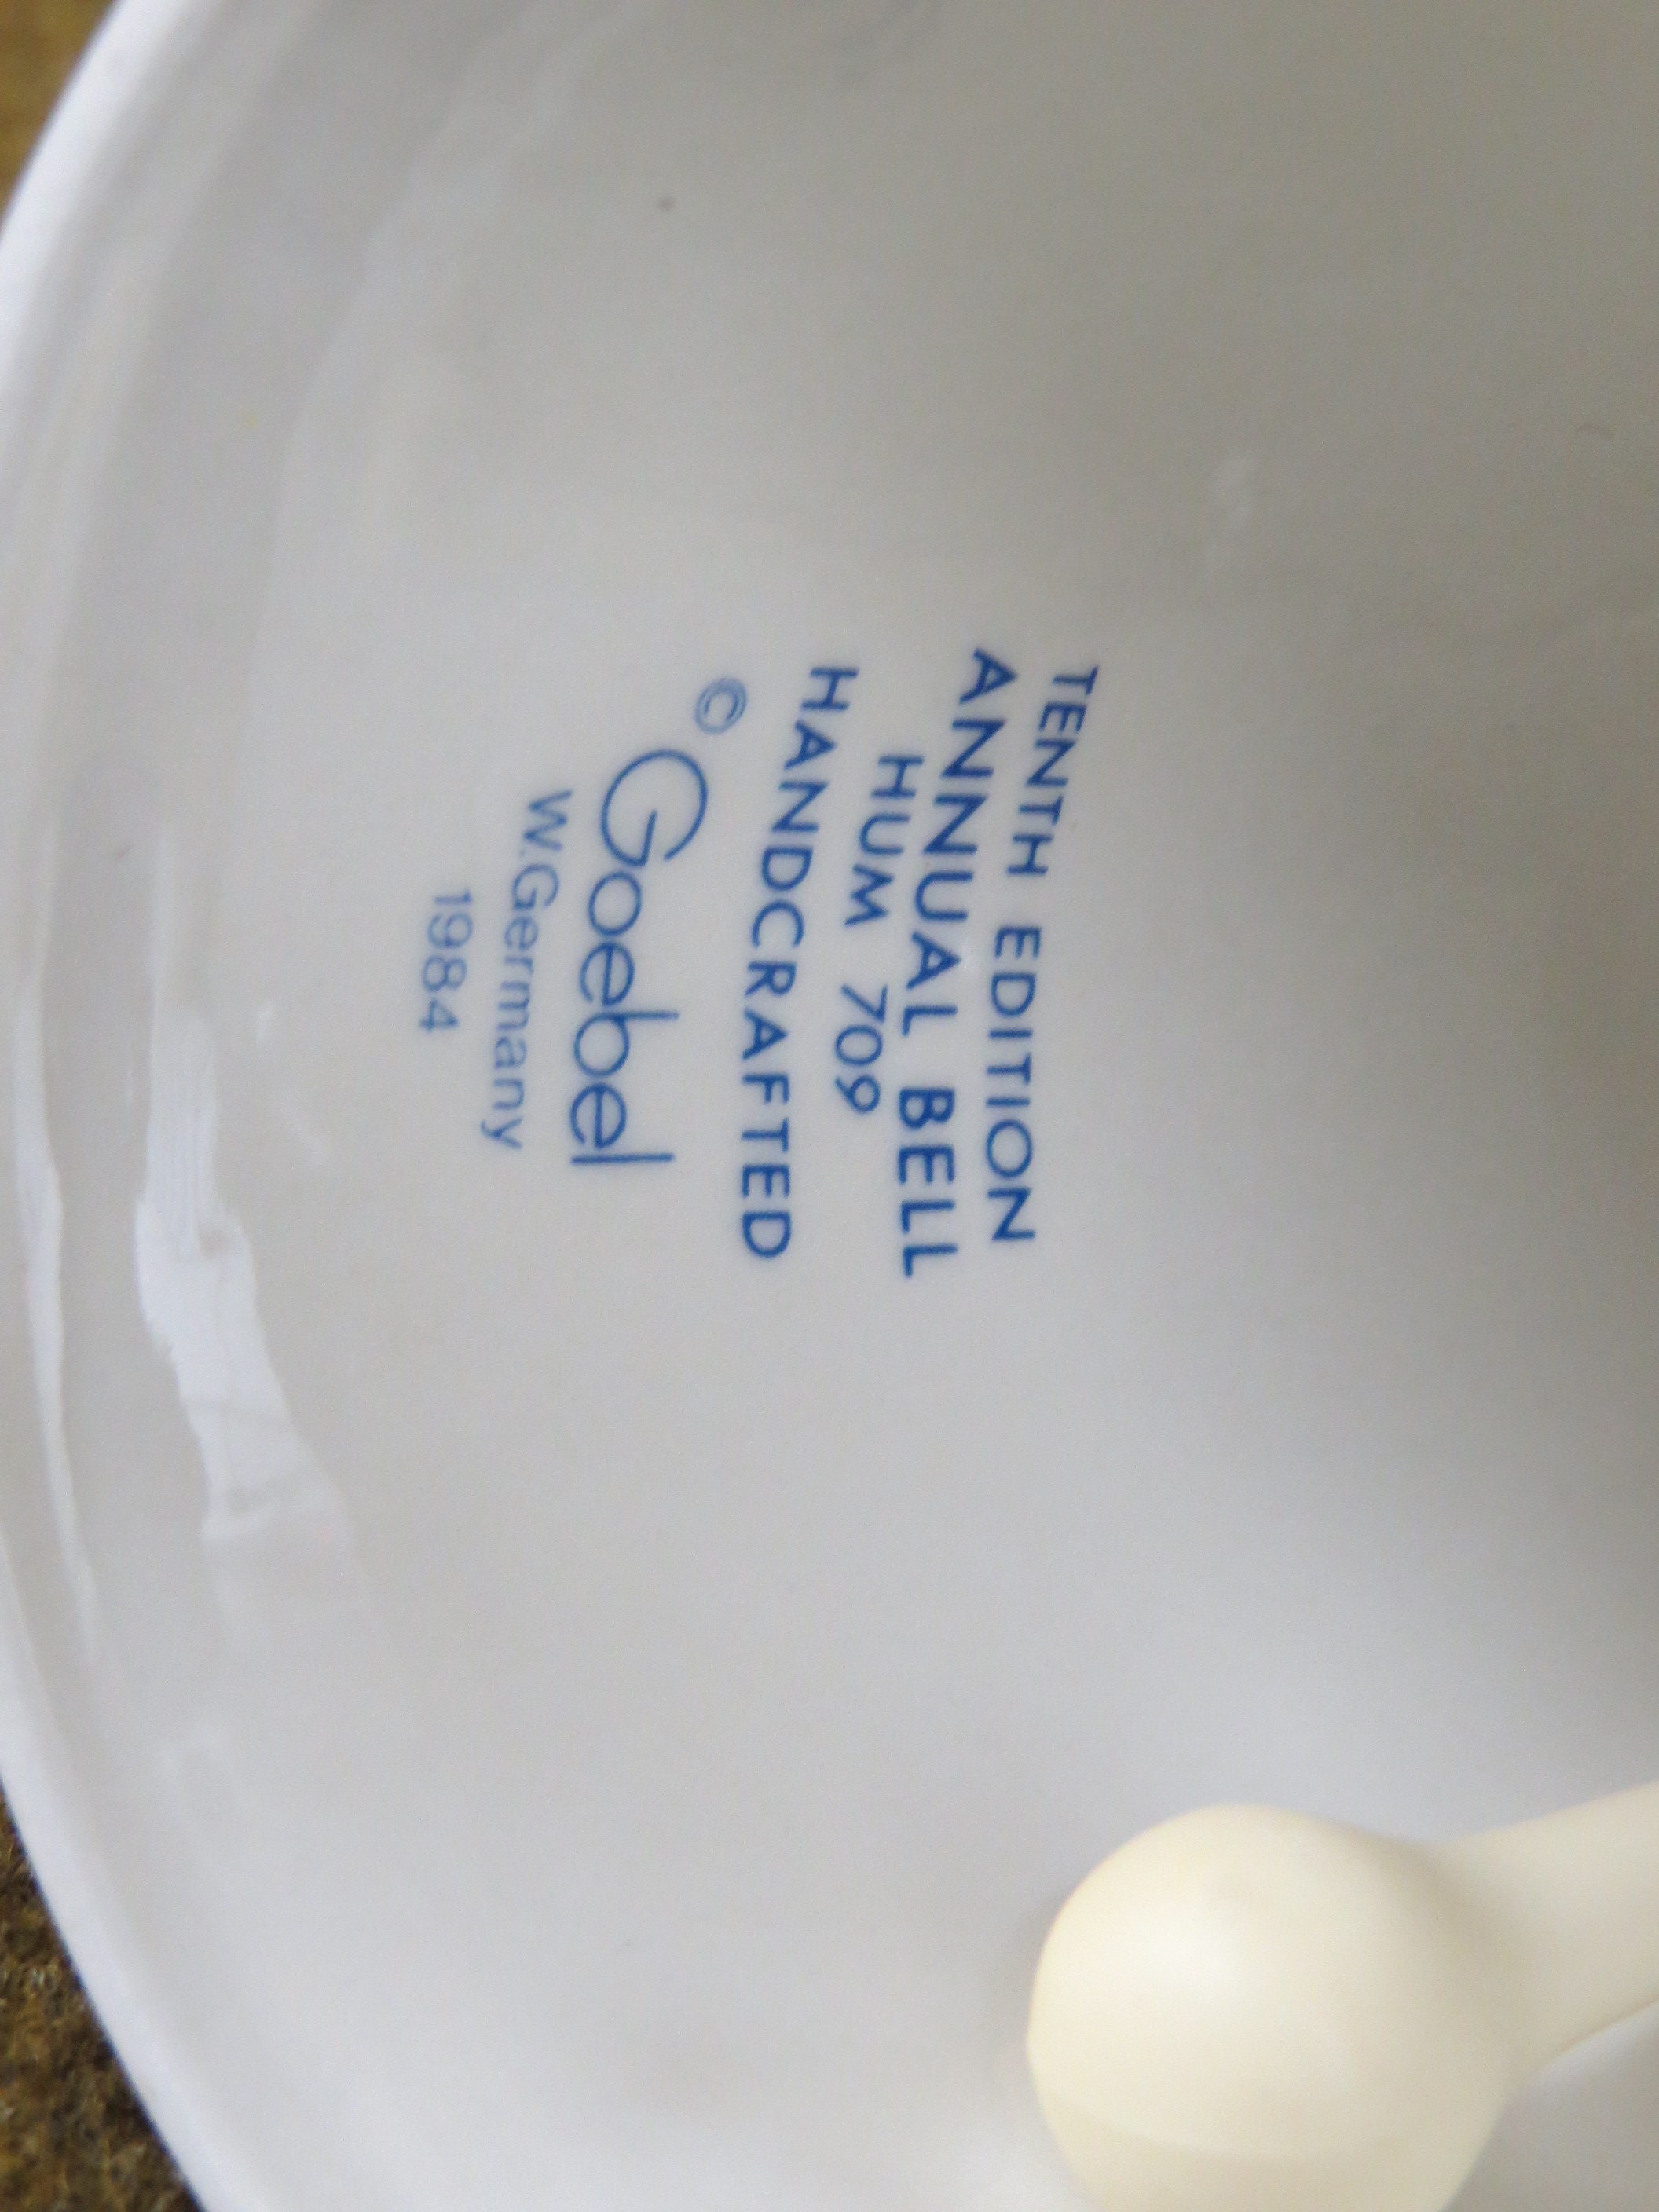 TENTH EDITION
ANNUAL BELL
HUM 709
HANDCRAFTED
© Goebel
W.Germany
1984